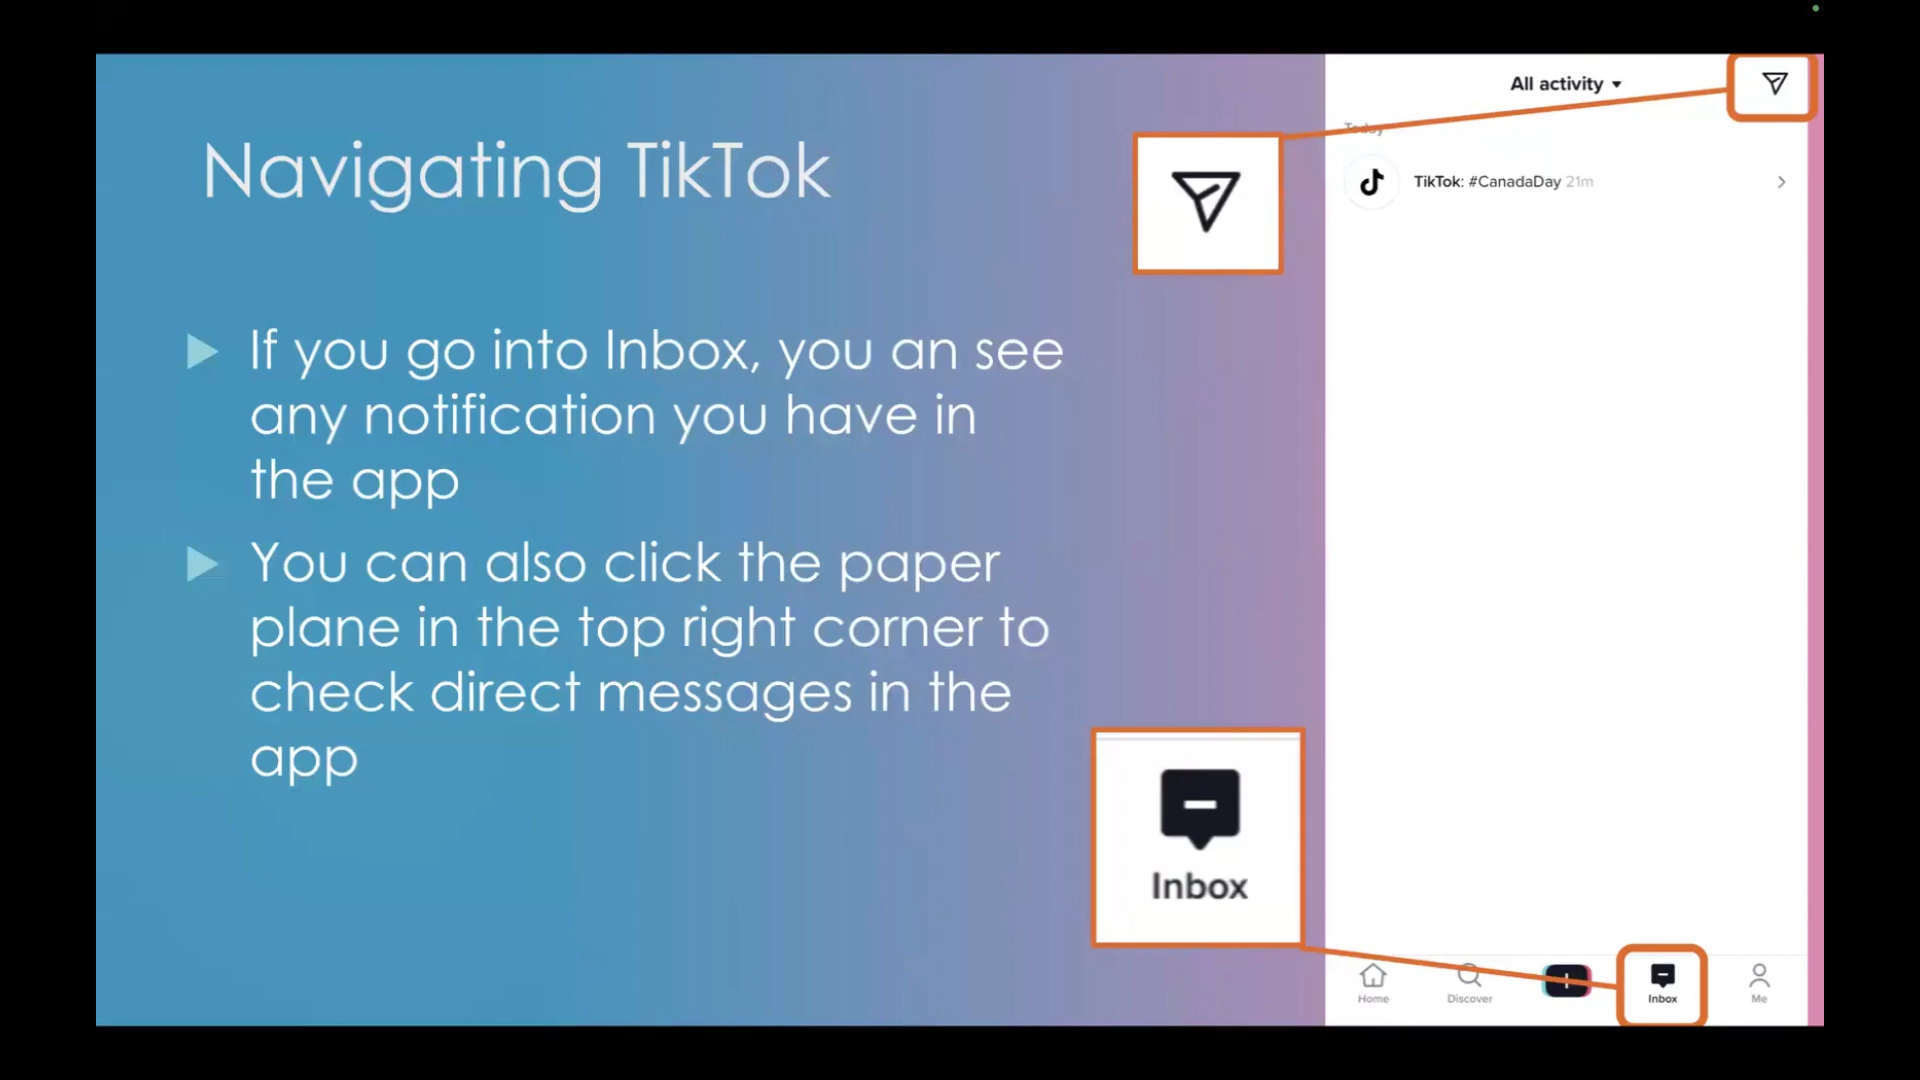 Navigating TikTok
If you go into Inbox, you an see
any notification you have in
the app
You can also click the paper
plane in the top right corner to
check direct messages in the
app
Inbox
All activity
Today
TikTok: #CanadaDay 21m
Home
Discover
Inbox
Me